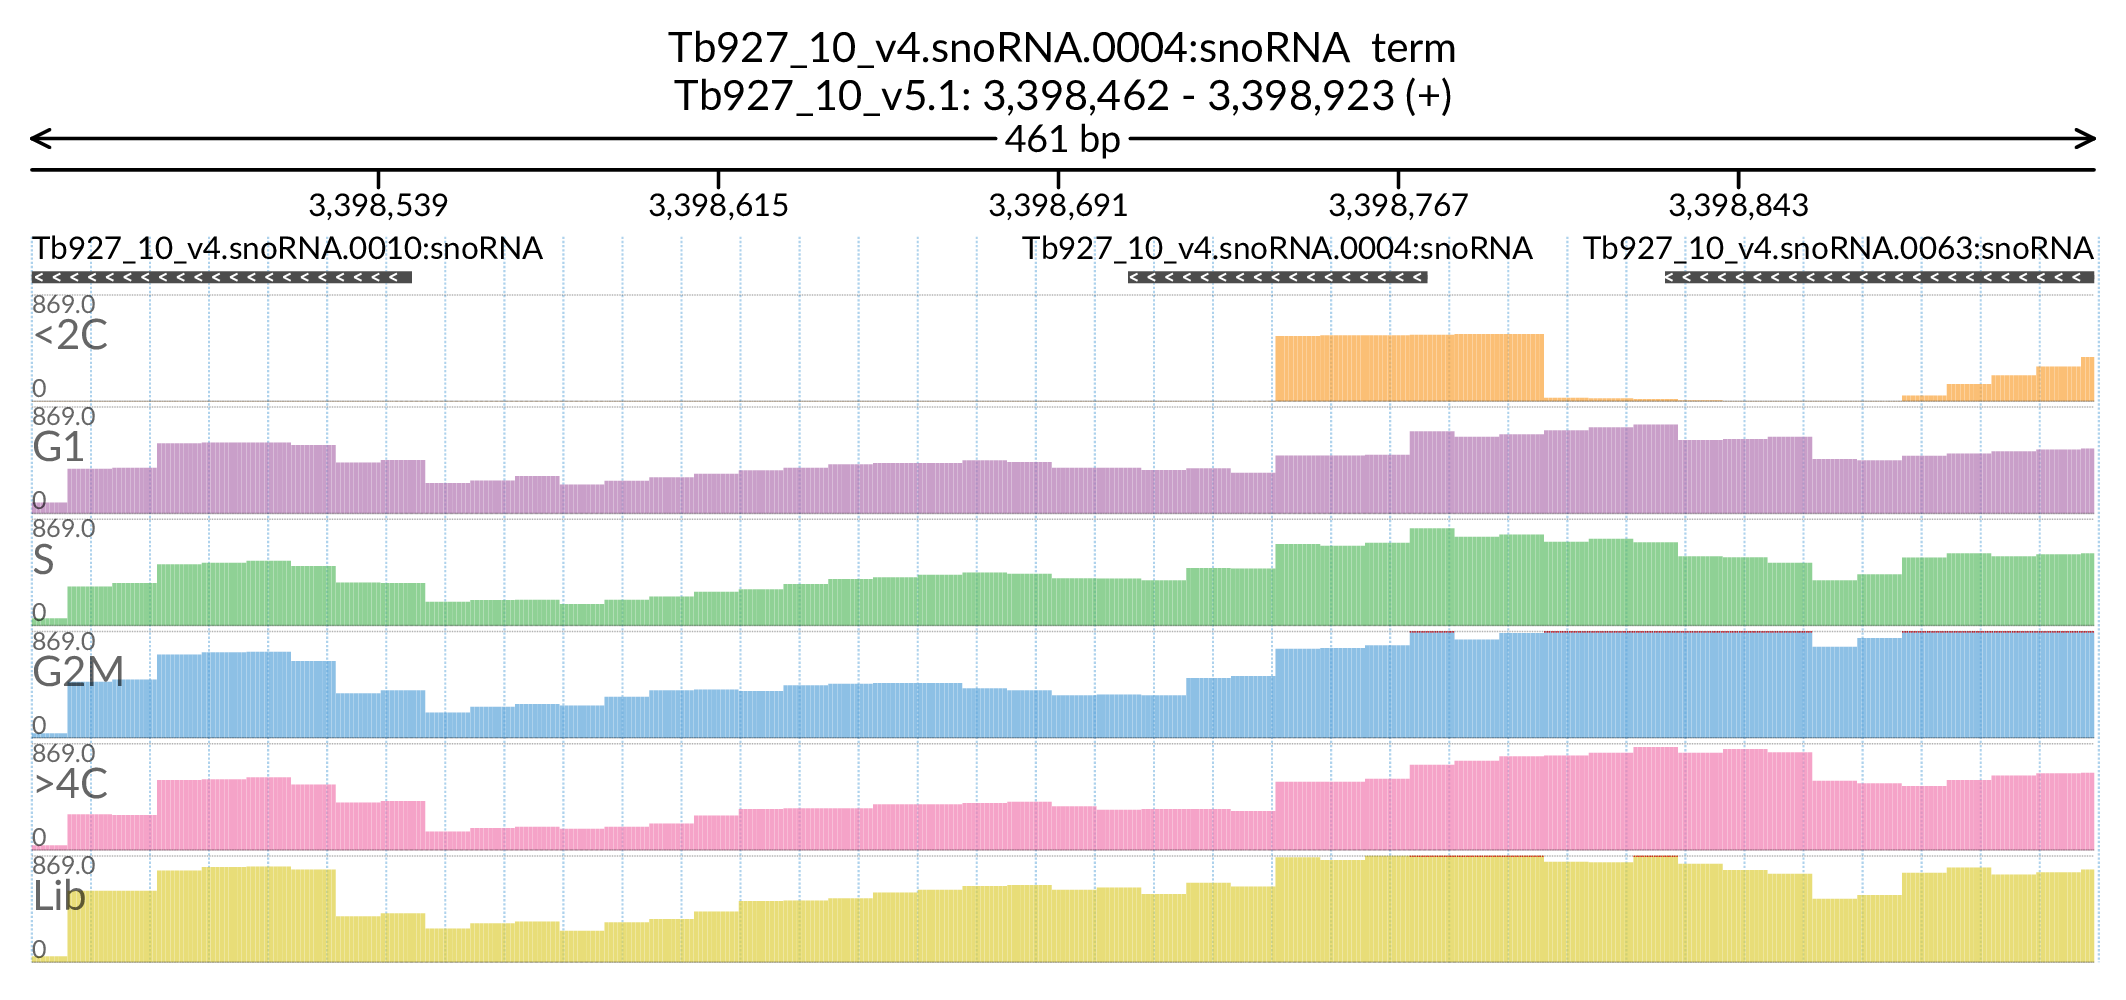 Tb927_10_v4.snoRNA.0004:snoRNA  term
Tb927_10_v5.1: 3,398,462 - 3,398,923 (+)
461 bp
3,398,539 3,398,615 3,398,691 3,398,767 3,398,843
Tb927_10_v4.snoRNA.0010:snoRNA Tb927_10_v4.snoRNA.0004:snoRNA Tb927_10_v4.snoRNA.0063:snoRNA
869.0
<2C
0
869.0
G1
0
869.0
S
0
869.0
G2M
0
869.0
>4C
0
869.0
Lib
0